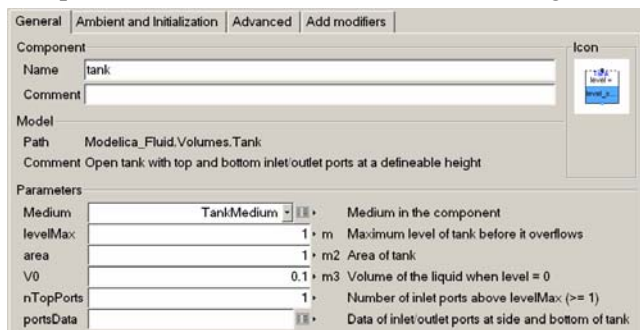 General Ambient and Initialization Advanced Add modifiers
Component Icon
Name tank
Comment
Tank
level =
level_s...
Model
Path Modelica_Fluid.Volumes.Tank
Comment Open tank with top and bottom inlet/outlet ports at a defineable height
Parameters
Medium TankMedium Medium in the component
levelMax 1 m Maximum level of tank before it overflows
area 1 m2 Area of tank
V0 0.1 m3 Volume of the liquid when level = 0
nTopPorts 1 Number of inlet ports above levelMax (>= 1)
portsData Data of inlet/outlet ports at side and bottom of tank